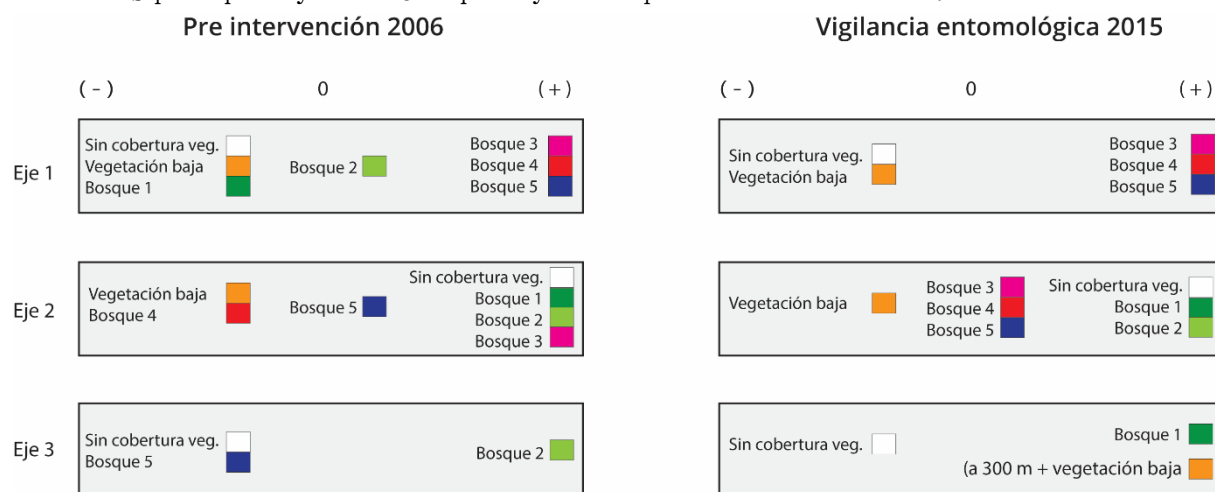 Pre intervención 2006
Vigilancia entomológica 2015
( - ) 0 ( + )
( - ) 0 ( + )
Eje 1
Sin cobertura veg.
Vegetación baja
Bosque 1
Bosque 2
Bosque 3
Bosque 4
Bosque 5
Sin cobertura veg.
Vegetación baja
Bosque 3
Bosque 4
Bosque 5
Eje 2
Vegetación baja
Bosque 4
Bosque 5
Sin cobertura veg.
Bosque 1
Bosque 2
Bosque 3
Vegetación baja
Bosque 3
Bosque 4
Bosque 5
Sin cobertura veg.
Bosque 1
Bosque 2
Eje 3
Sin cobertura veg.
Bosque 5
Bosque 2
Sin cobertura veg.
Bosque 1
(a 300 m + vegetación baja